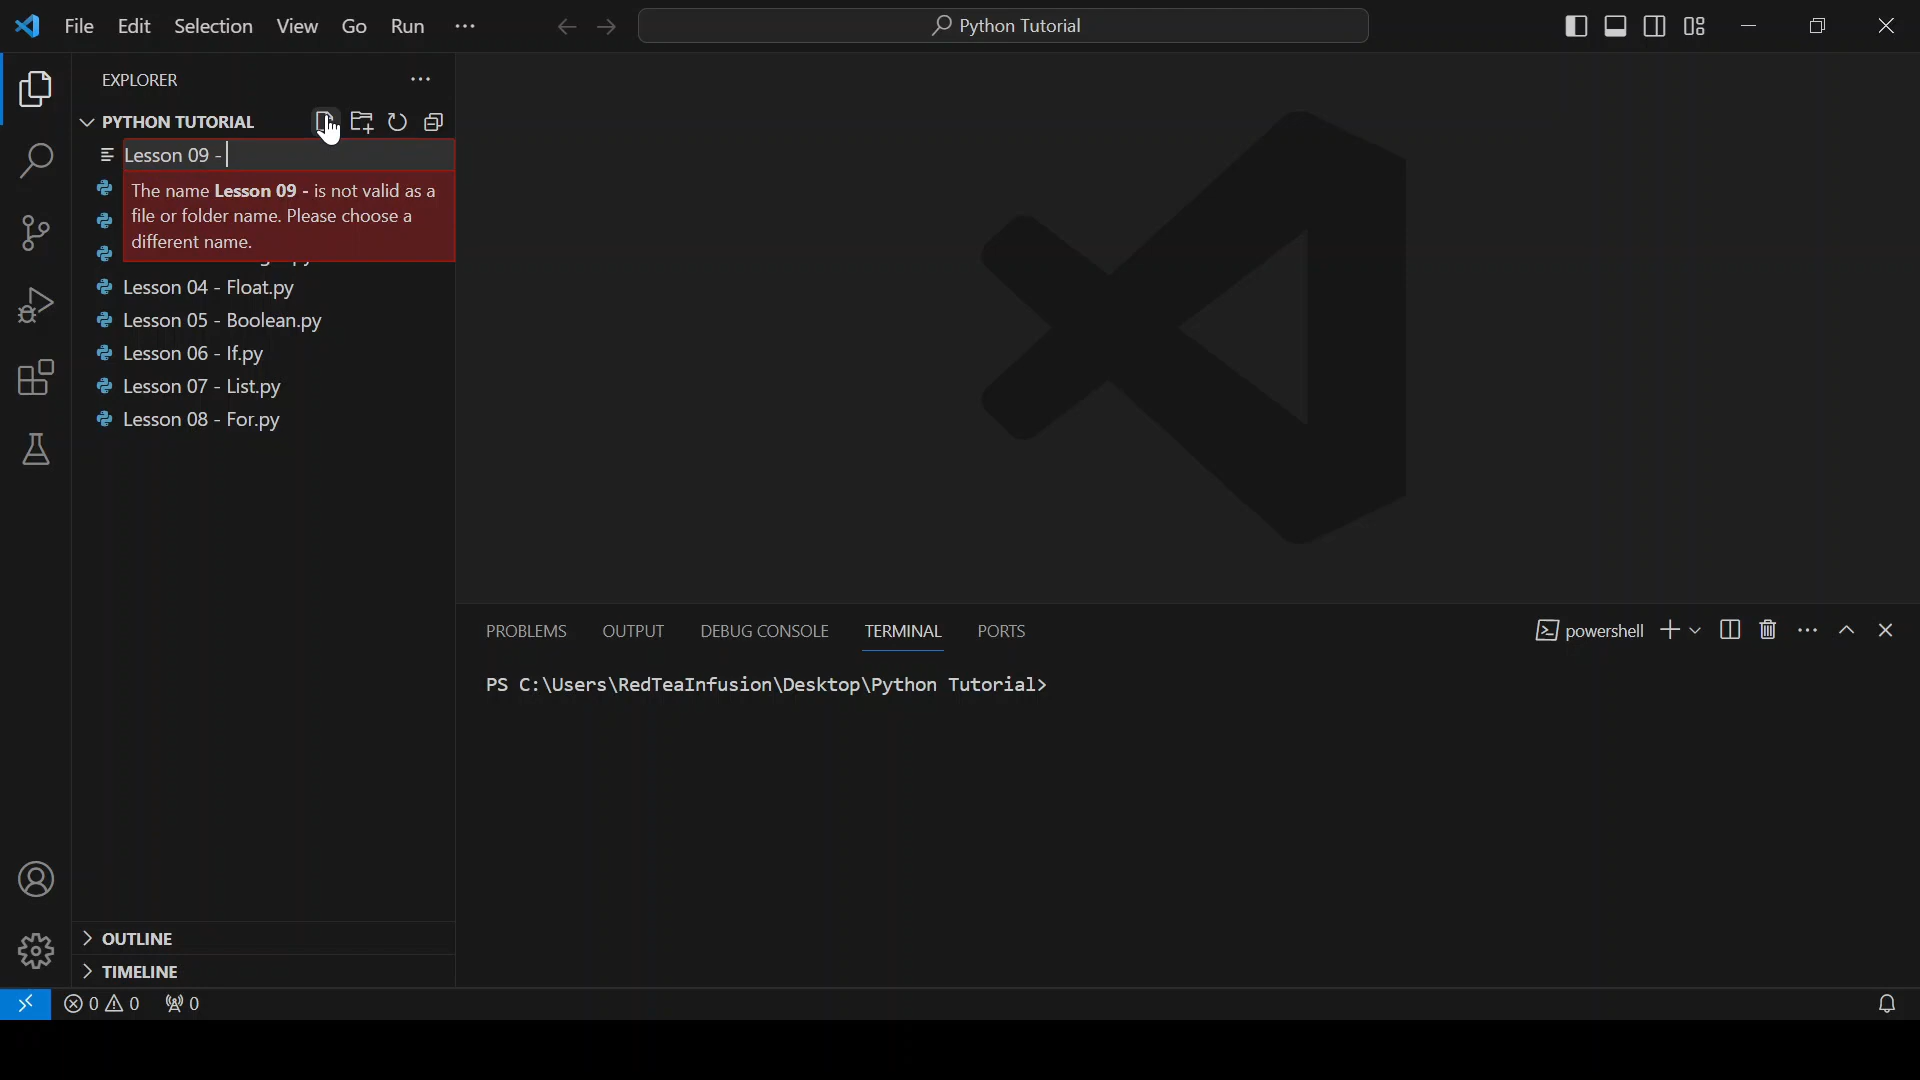 File Edit Selection View Go Run ...
Python Tutorial
EXPLORER
PYTHON TUTORIAL
Lesson 09 -
The name Lesson 09 - is not valid as a
file or folder name. Please choose a
different name.
Lesson 04 - Float.py
Lesson 05 - Boolean.py
Lesson 06 - If.py
Lesson 07 - List.py
Lesson 08 - For.py
PROBLEMS OUTPUT DEBUG CONSOLE TERMINAL PORTS
powershell
PS C:\Users\RedTeaInfusion\Desktop\Python Tutorial>
OUTLINE
TIMELINE
0 0 0